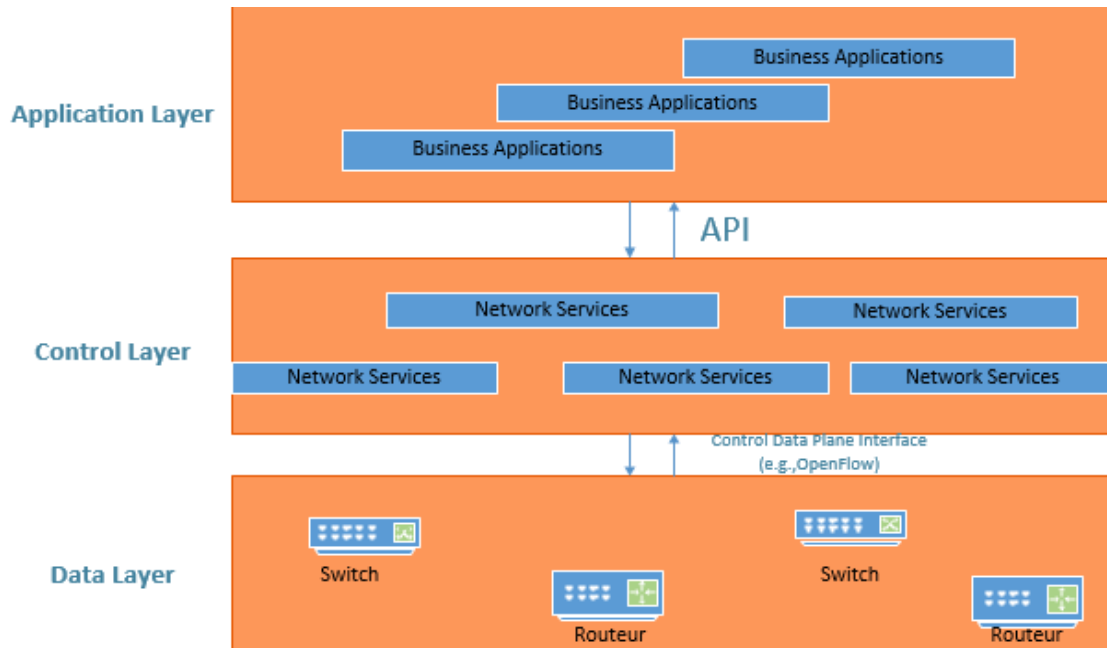 Business Applications
Application Layer
Business Applications
Business Applications
API
Network Services
Network Services
Control Layer
Network Services
Network Services
Network Services
Control Data Plane Interface
(e.g.,OpenFlow)
Data Layer
Switch
Switch
Routeur
Routeur